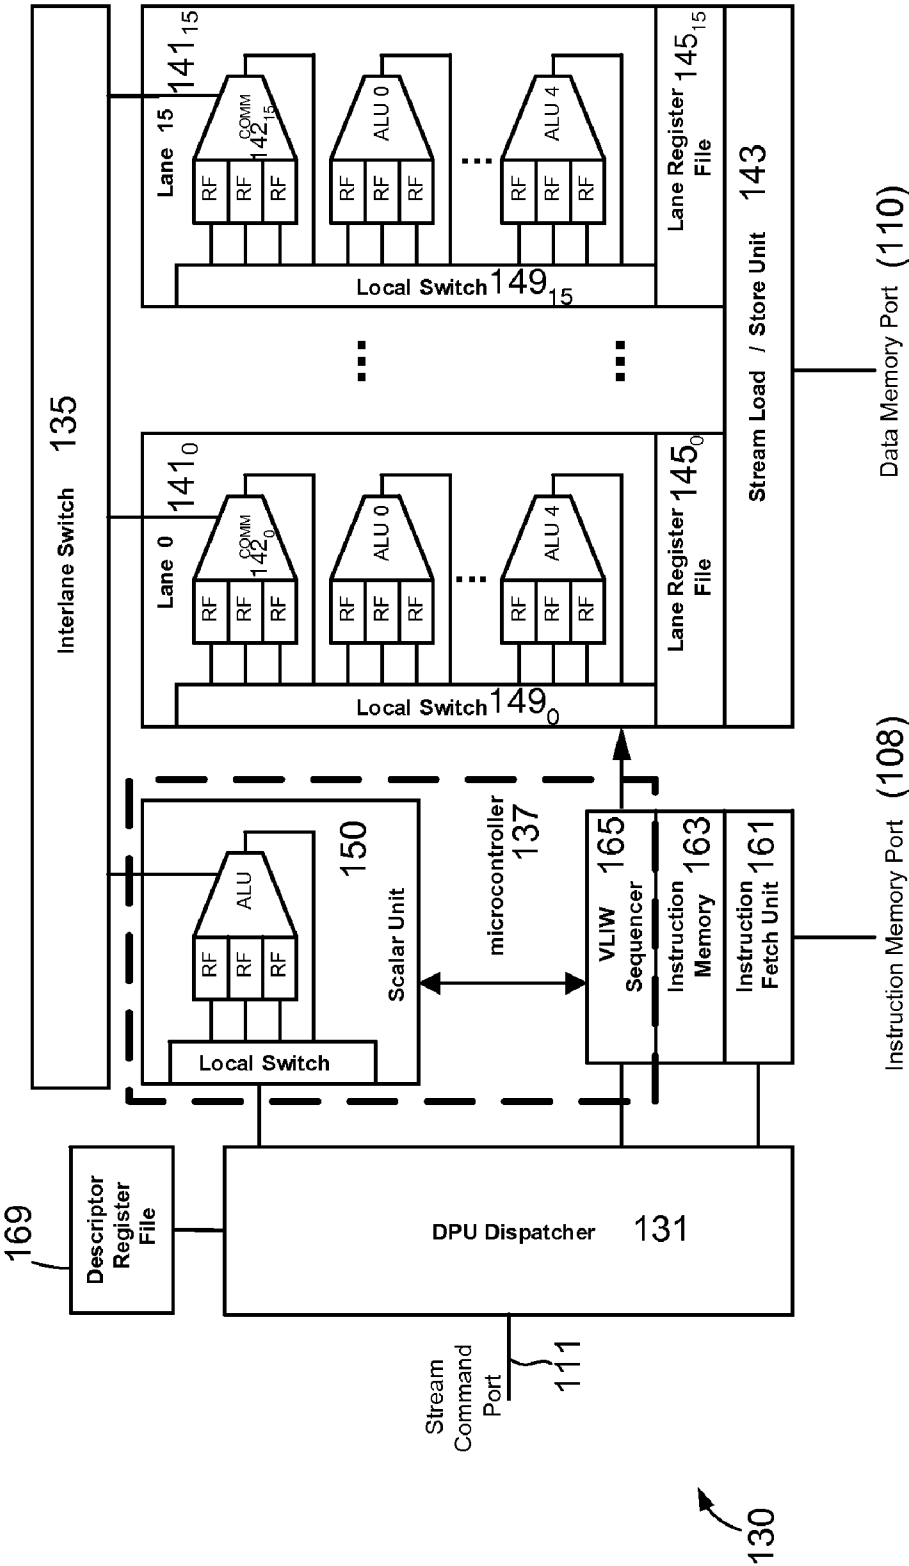 Interlane Switch
135
Descriptor
Register
File
169
Stream
Command
Port
111
DPU Dispatcher 131
130
Local Switch
RF
RF
RF
ALU
Scalar Unit
150
microcontroller
137
VLIW
Sequencer
165
Instruction
Memory
163
Instruction
Fetch Unit
161
Instruction Memory Port (108)
Lane 0 141₀
RF
RF
RF
COMM
142₀
RF
RF
RF
ALU 0
...
RF
RF
RF
ALU 4
Local Switch 149₀
Lane Register
File
145₀
...
...
Lane 15 141₁₅
RF
RF
RF
COMM
142₁₅
RF
RF
RF
ALU 0
...
RF
RF
RF
ALU 4
Local Switch 149₁₅
Lane Register
File
145₁₅
Stream Load / Store Unit 143
Data Memory Port (110)